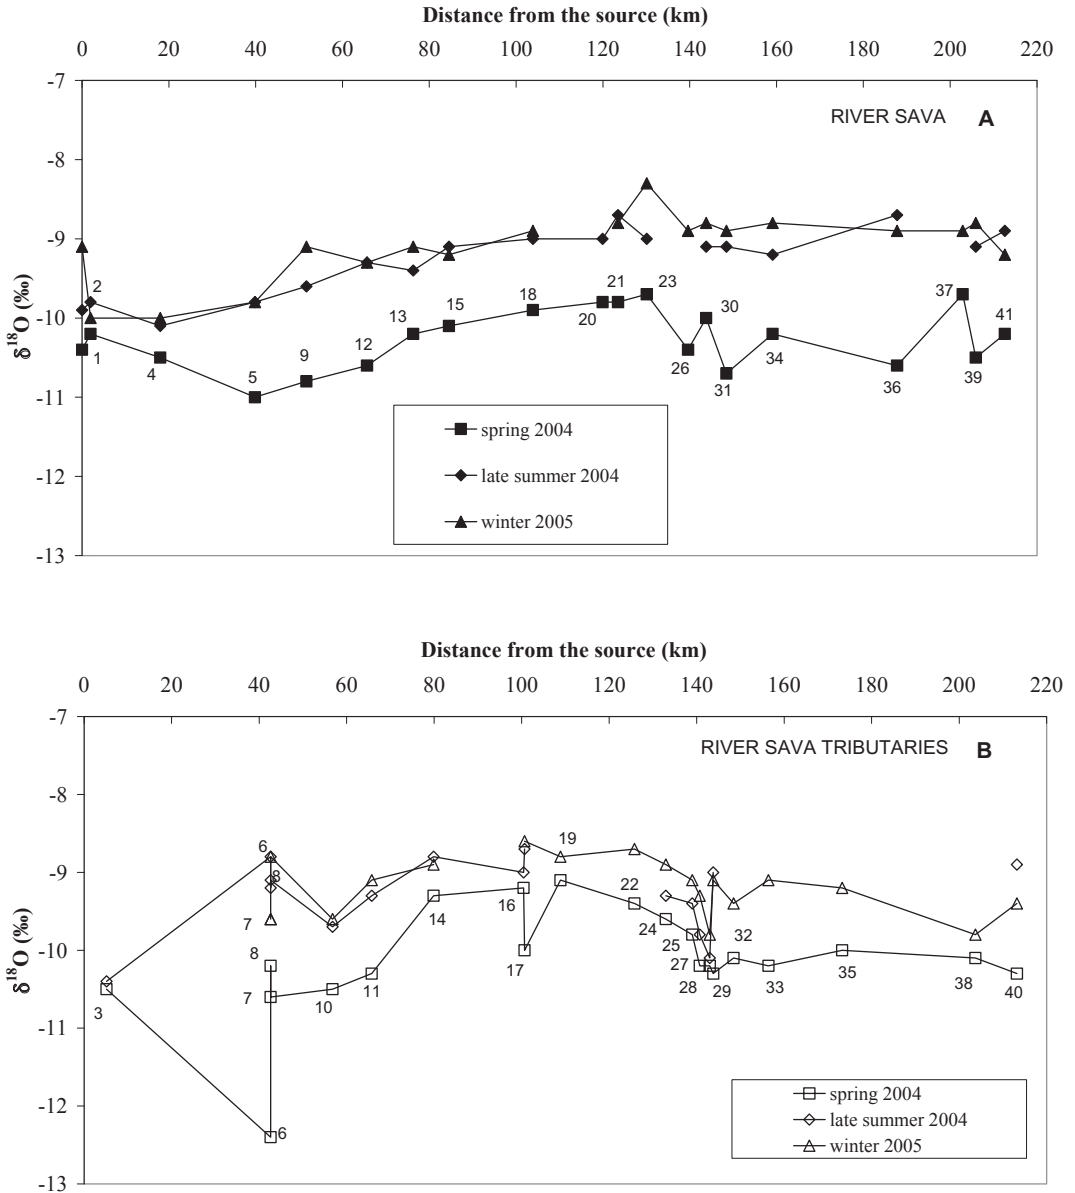 Distance from the source (km)
0 20 40 60 80 100 120 140 160 180 200 220
-7
RIVER SAVA A
-8
-9
2
-10
21 23 37
18 30 41
13 15 20
1 12 26 34 39
4 9 31 36
5
-11
spring 2004
late summer 2004
-12
winter 2005
-13
δ18O (‰)
Distance from the source (km)
0 20 40 60 80 100 120 140 160 180 200 220
-7
RIVER SAVA TRIBUTARIES B
-8
6 19
-9
8
22
7 14 16 24 32
25
-10
8 17 27 35 38
3 7 10 11 28 29 33 40
-11
-12
spring 2004
late summer 2004
6
winter 2005
-13
δ18O (‰)